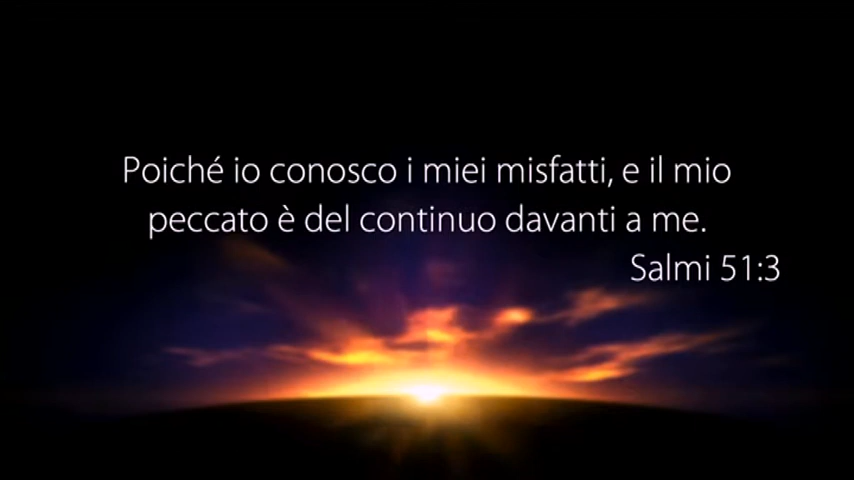 Poiché io conosco i miei misfatti, e il mio
peccato è del continuo davanti a me.
Salmi 51:3